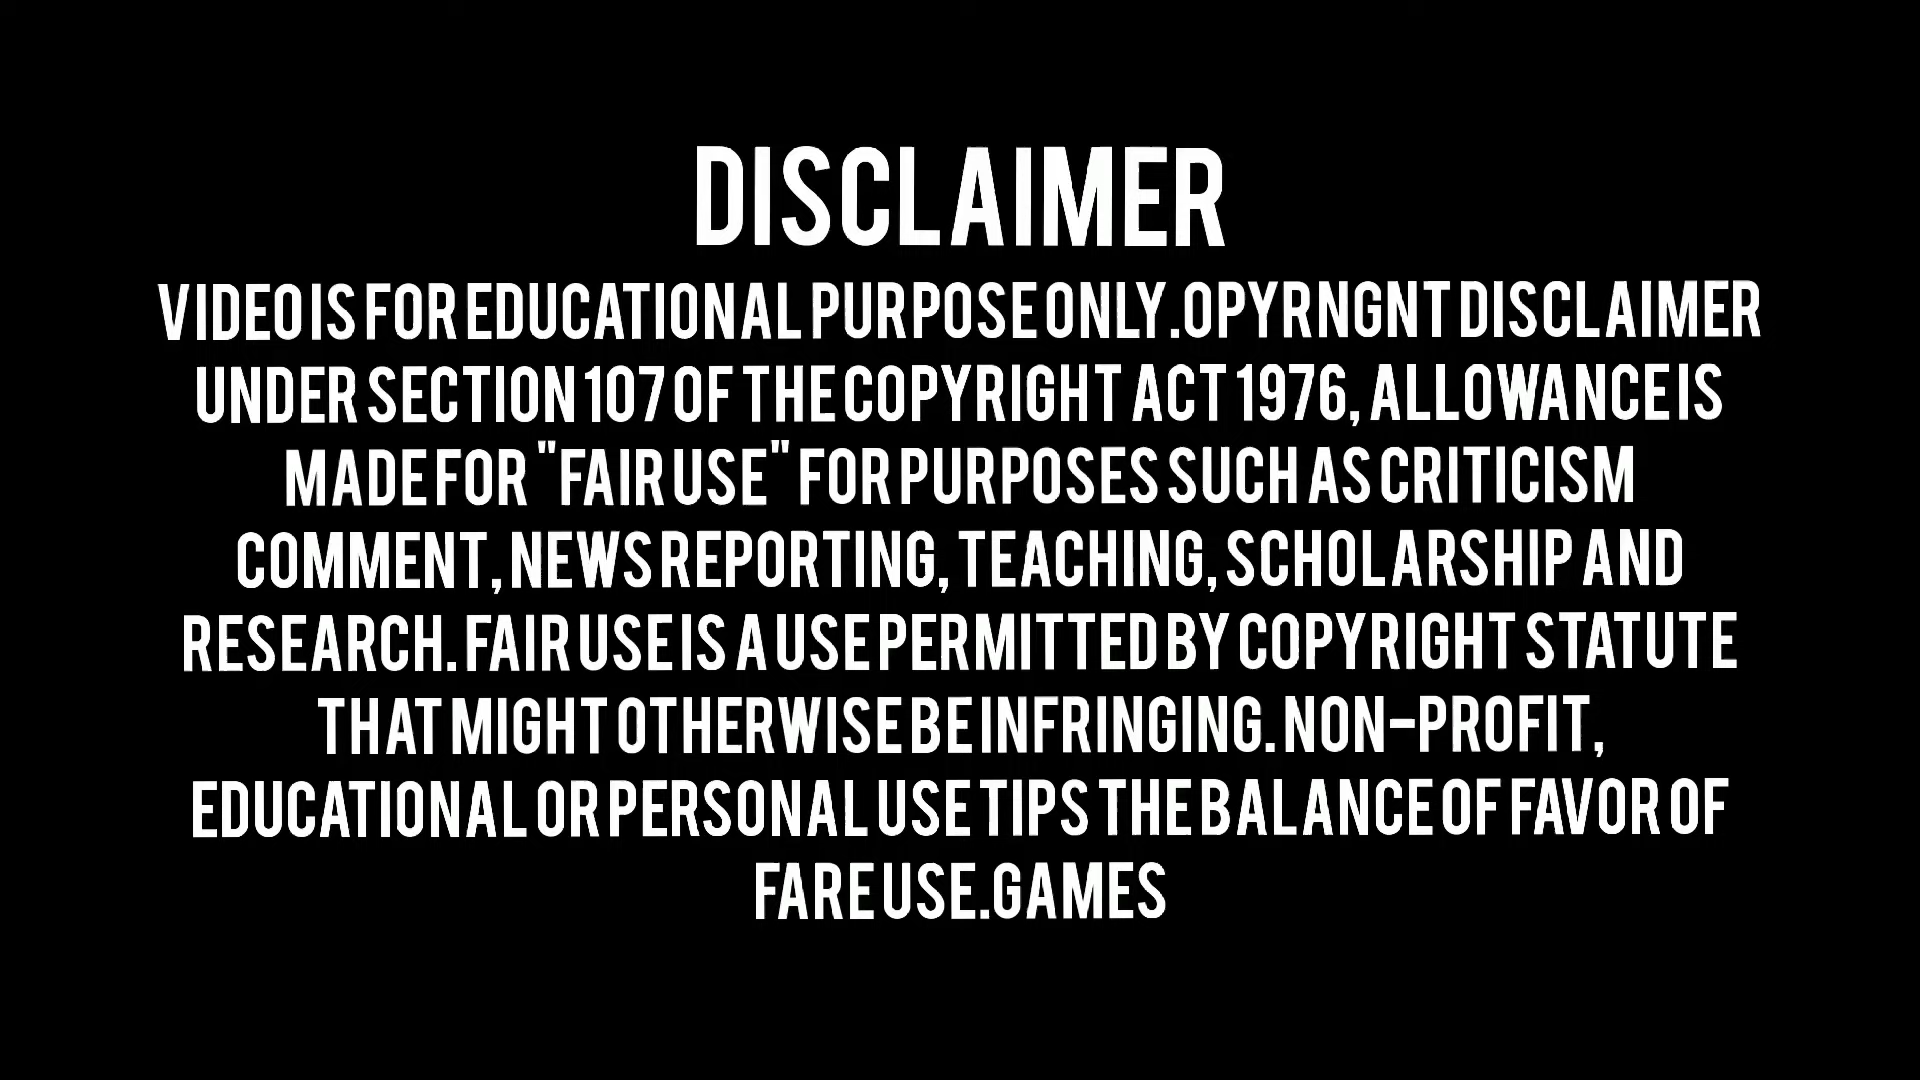 DISCLAIMER
VIDEO IS FOR EDUCATIONAL PURPOSE ONLY.OPYRNGNT DISCLAIMER
UNDER SECTION 107 OF THE COPYRIGHT ACT 1976, ALLOWANCE IS
MADE FOR "FAIR USE" FOR PURPOSES SUCH AS CRITICISM
COMMENT, NEWS REPORTING, TEACHING, SCHOLARSHIP AND
RESEARCH. FAIR USE IS A USE PERMITTED BY COPYRIGHT STATUTE
THAT MIGHT OTHERWISE BE INFRINGING. NON-PROFIT,
EDUCATIONAL OR PERSONAL USE TIPS THE BALANCE OF FAVOR OF
FARE USE.GAMES